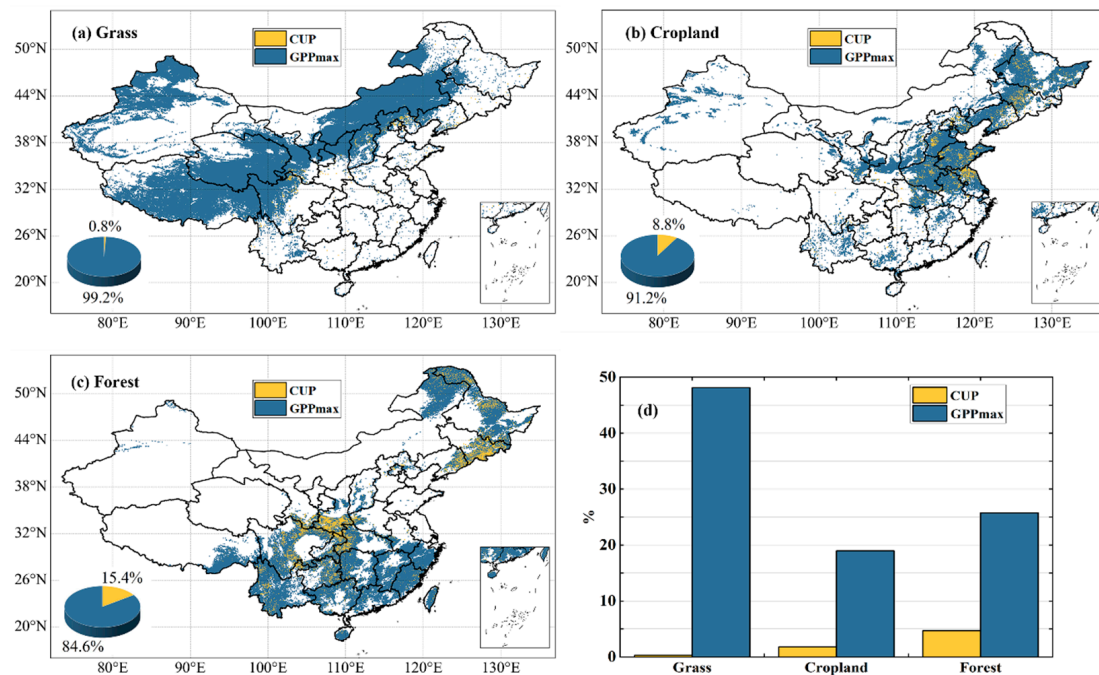 (a) Grass
CUP
GPPmax
50°N
44°N
38°N
32°N
26°N
20°N
0.8%
99.2%
80°E 90°E 100°E 110°E 120°E 130°E
(b) Cropland
CUP
GPPmax
50°N
44°N
38°N
32°N
26°N
20°N
8.8%
91.2%
80°E 90°E 100°E 110°E 120°E 130°E
(c) Forest
CUP
GPPmax
50°N
44°N
38°N
32°N
26°N
20°N
15.4%
84.6%
80°E 90°E 100°E 110°E 120°E 130°E
(d)
CUP
GPPmax
%
50
50
50
20
10
0
Grass Cropland Forest